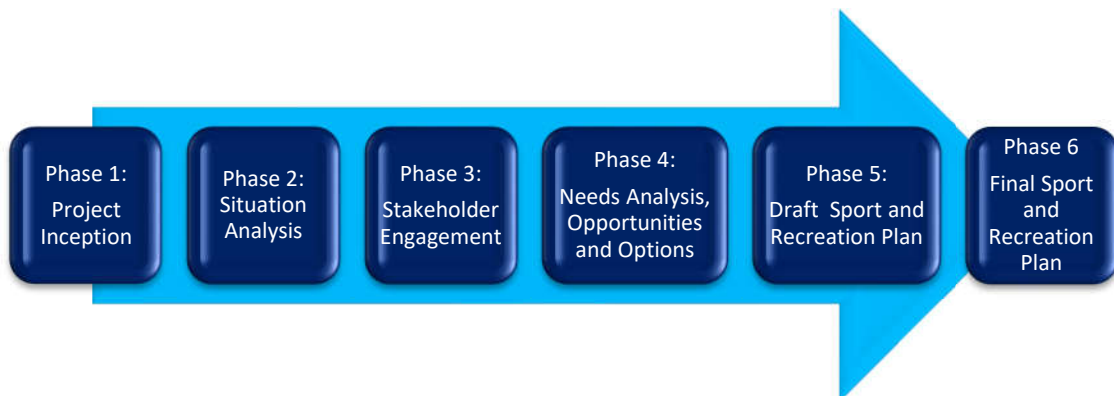 Phase 1:
Project
Inception
Phase 2:
Situation
Analysis
Phase 3:
Stakeholder
Engagement
Phase 4:
Needs Analysis,
Opportunities
and Options
Phase 5:
Draft  Sport and
Recreation Plan
Phase 6
Final Sport
and
Recreation
Plan